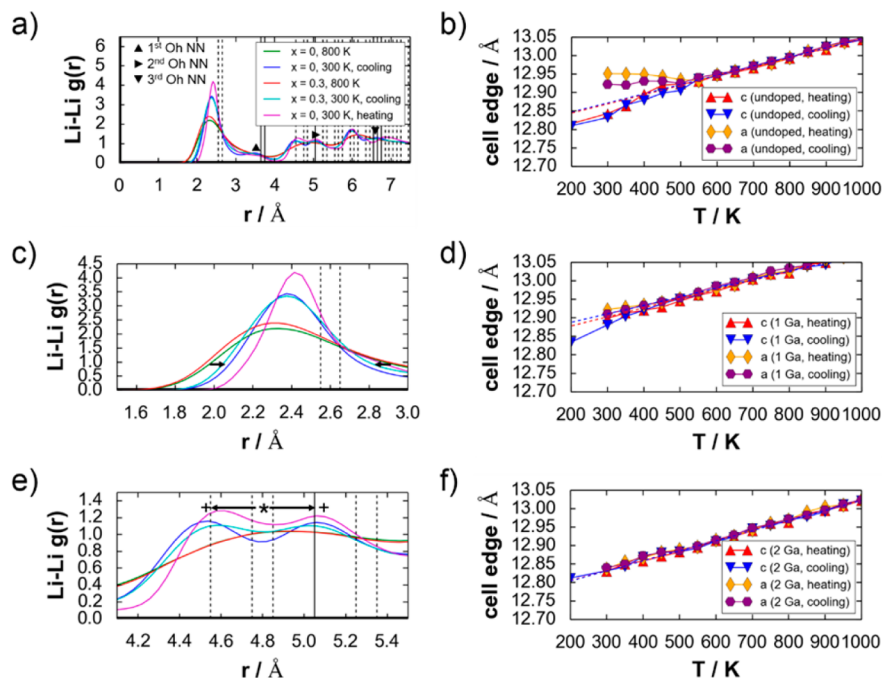 a)
Li-Li g(r)
6
5
4
3
2
1
0
▲ 1st Oh NN
► 2nd Oh NN
▼ 3rd Oh NN
x = 0, 800 K
x = 0, 300 K, cooling
x = 0.3, 800 K
x = 0.3, 300 K, cooling
x = 0, 300 K, heating
0 1 2 3 4 5 6 7
r / Å
b)
cell edge / Å
13.05
13.00
12.95
12.90
12.85
12.80
12.75
12.70
c (undoped, heating)
c (undoped, cooling)
a (undoped, heating)
a (undoped, cooling)
200 300 400 500 600 700 800 900 1000
T / K
c)
Li-Li g(r)
4.5
4.0
3.5
3.0
2.5
2.0
1.5
1.0
0.5
0.0
1.6 1.8 2.0 2.2 2.4 2.6 2.8 3.0
r / Å
d)
cell edge / Å
13.05
13.00
12.95
12.90
12.85
12.80
12.75
12.70
c (1 Ga, heating)
c (1 Ga, cooling)
a (1 Ga, heating)
a (1 Ga, cooling)
200 300 400 500 600 700 800 900 1000
T / K
e)
Li-Li g(r)
1.4
1.2
1.0
0.8
0.6
0.4
0.2
0.0
+ * +
4.2 4.4 4.6 4.8 5.0 5.2 5.4
r / Å
f)
cell edge / Å
13.05
13.00
12.95
12.90
12.85
12.80
12.75
12.70
c (2 Ga, heating)
c (2 Ga, cooling)
a (2 Ga, heating)
a (2 Ga, cooling)
200 300 400 500 600 700 800 900 1000
T / K